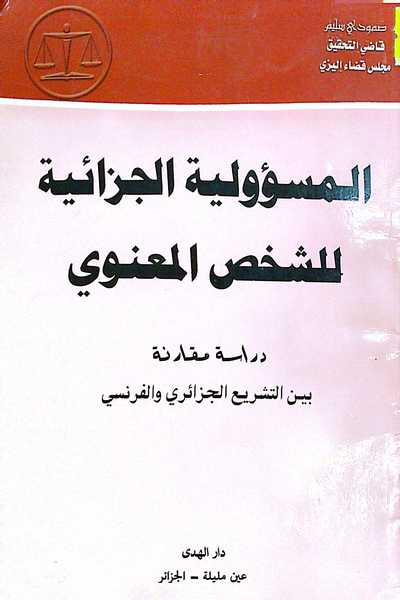 صمودي سليم
قاضي التحقيق
مجلس قضاء إليزي
المسؤولية الجزائية
للشخص المعنوي
دراسة مقارنة
بين التشريع الجزائري والفرنسي
دار الهدى
عين مليلة - الجزائر